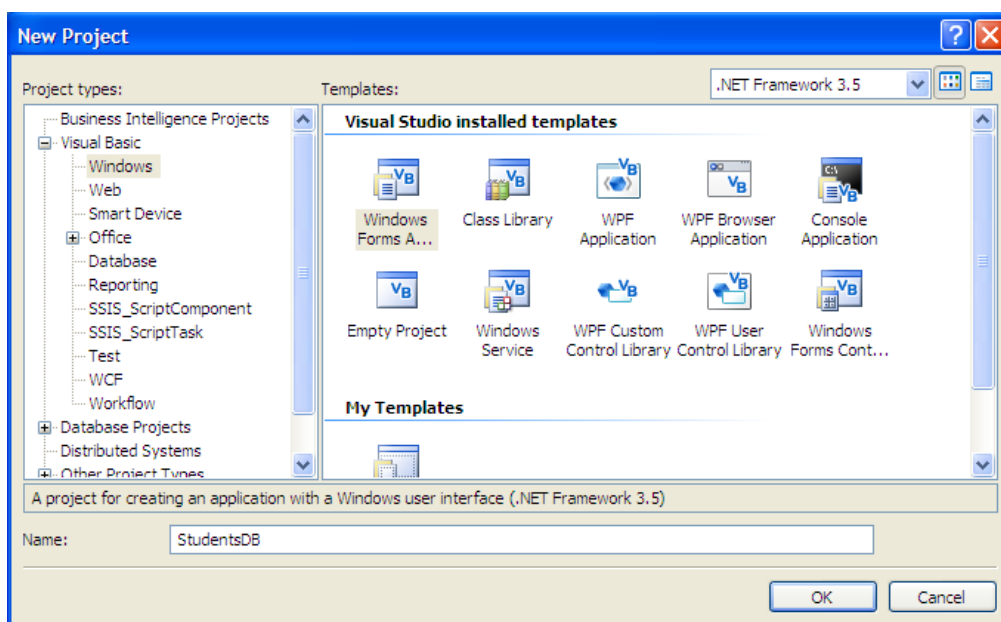 New Project
Project types:
Templates:
.NET Framework 3.5
Business Intelligence Projects
Visual Basic
Windows
Web
Smart Device
Office
Database
Reporting
SSIS_ScriptComponent
SSIS_ScriptTask
Test
WCF
Workflow
Database Projects
Distributed Systems
Other Project Types
Visual Studio installed templates
Windows
Forms A...
Class Library
WPF
Application
WPF Browser
Application
Console
Application
Empty Project
Windows
Service
WPF Custom
Control Library
WPF User
Control Library
Windows
Forms Cont...
My Templates
A project for creating an application with a Windows user interface (.NET Framework 3.5)
Name:
StudentsDB
OK
Cancel